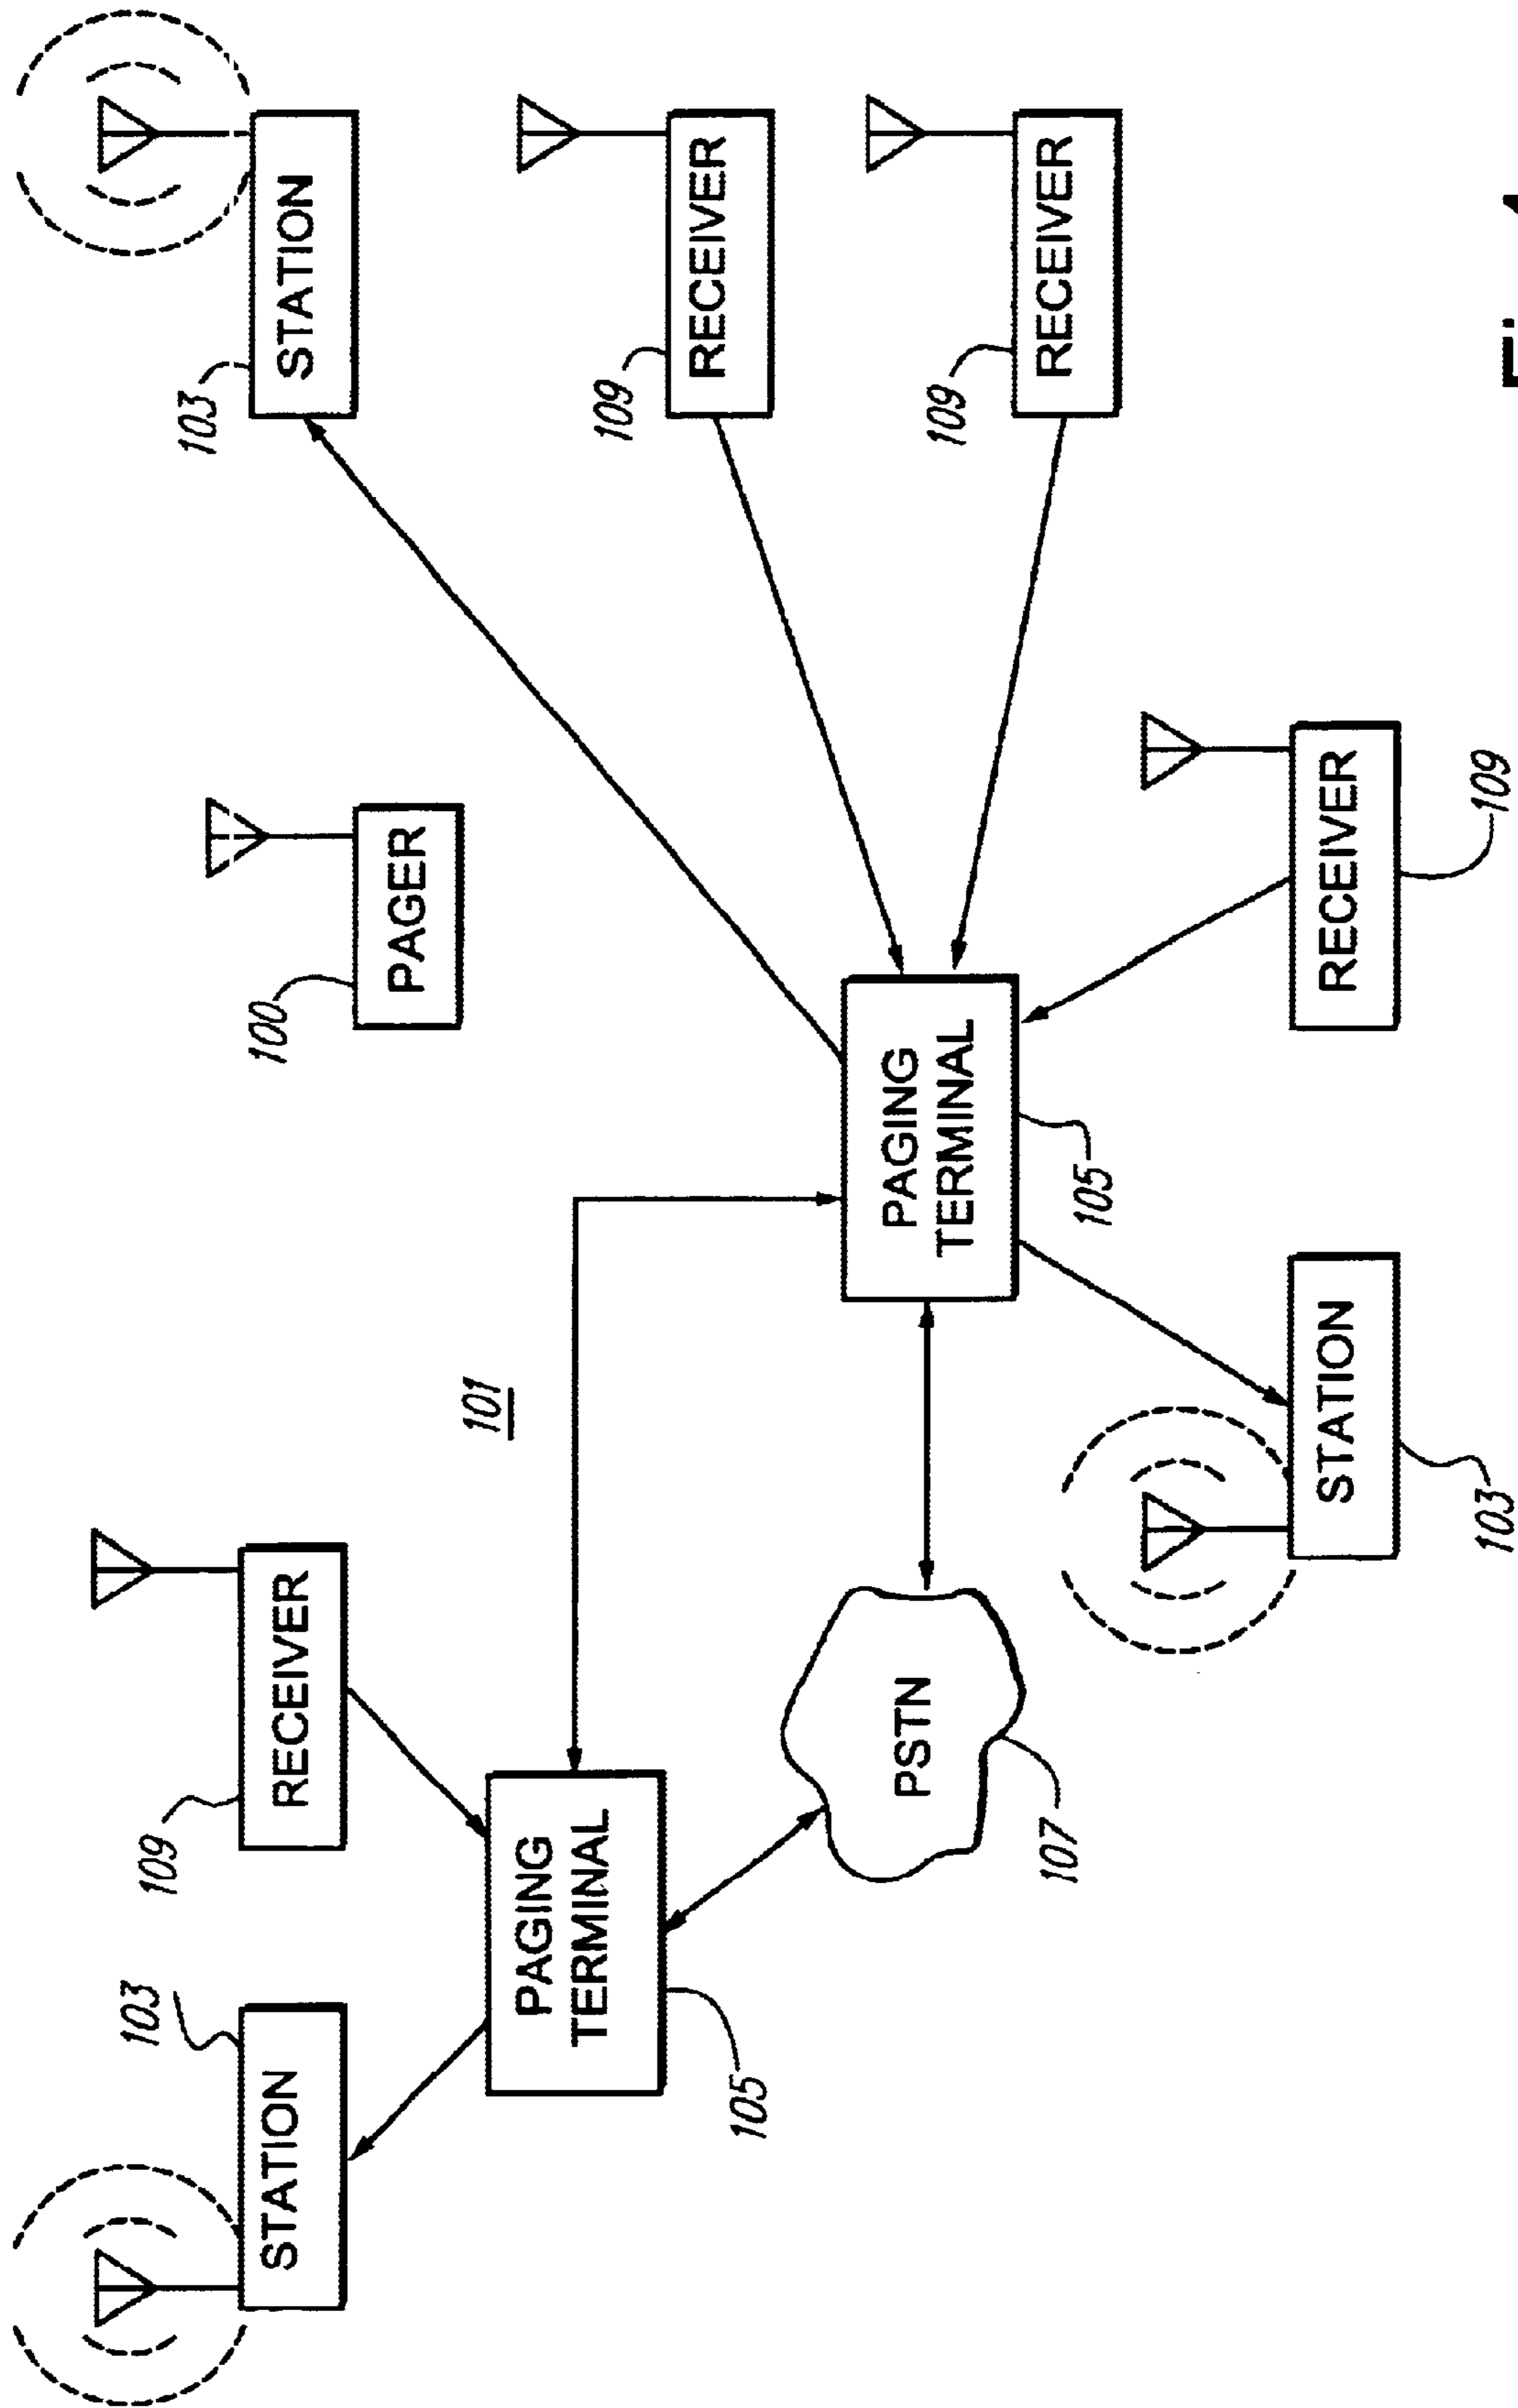 103
109
103
100
STATION
RECEIVER
STATION
PAGER
101
PAGING
TERMINAL
109
RECEIVER
105
PSTN
PAGING
TERMINAL
109
RECEIVER
107
105
STATION
RECEIVER
103
109